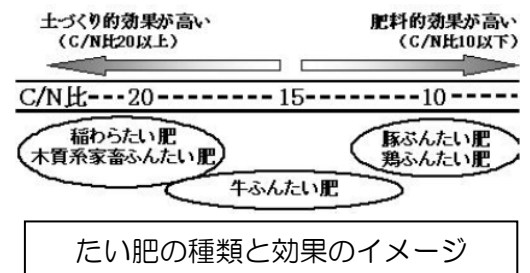 土づくり的効果が高い
（C/N比20以上）
肥料的効果が高い
（C/N比10以下）
C/N比---20--------15--------10-----
稲わらたい肥
木質系家畜ふんたい肥
豚ぷんたい肥
鶏ふんたい肥
牛ふんたい肥
たい肥の種類と効果のイメージ